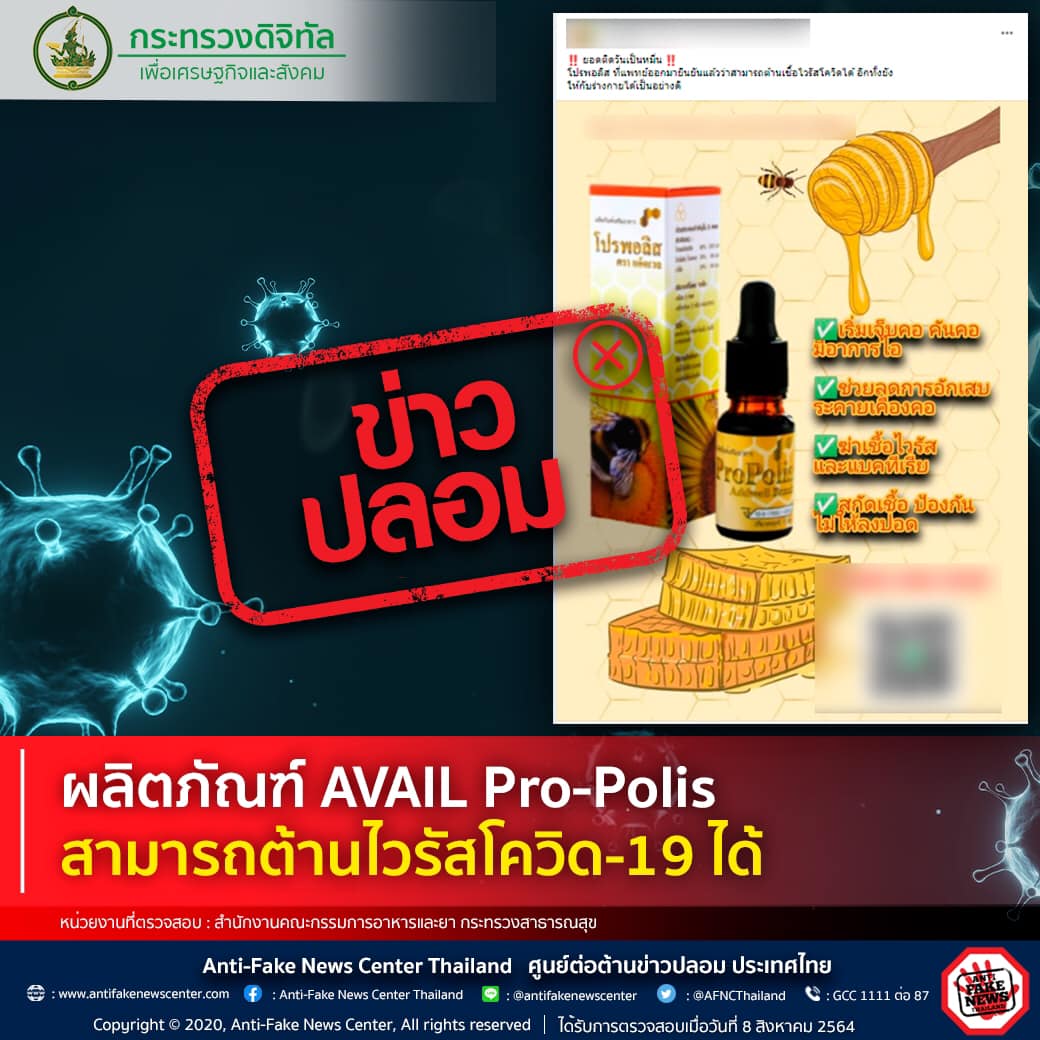 กระทรวงดิจิทัล
เพื่อเศรษฐกิจและสังคม
‼ ยอดติดวันเป็นหมื่น ‼
โปรพอลิส ที่แพทย์ออกมายืนยันแล้วว่าสามารถต้านเชื้อไวรัสโควิดได้ อีกทั้งยัง
ให้กับร่างกายได้เป็นอย่างดี
โปรพอลิส
ProPolis
✅เริ่มเจ็บคอ คันคอ
มีอาการไอ
✅ช่วยลดการอักเสบ
ระคายเคืองคอ
✅ฆ่าเชื้อไวรัส
และแบคทีเรีย
✅สกัดเชื้อ ป้องกัน
ไม่ให้ลงปอด
ข่าว
ปลอม
ผลิตภัณฑ์ AVAIL Pro-Polis
สามารถต้านไวรัสโควิด-19 ได้
หน่วยงานที่ตรวจสอบ : สำนักงานคณะกรรมการอาหารและยา กระทรวงสาธารณสุข
Anti-Fake News Center Thailand ศูนย์ต่อต้านข่าวปลอม ประเทศไทย
: www.antifakenewscenter.com : Anti-Fake News Center Thailand : @antifakenewscenter : @AFNCThailand : GCC 1111 ต่อ 87
Copyright © 2020, Anti-Fake News Center, All rights reserved | ได้รับการตรวจสอบเมื่อวันที่ 8 สิงหาคม 2564
ANTI
FAKE
NEWS
THAILAND